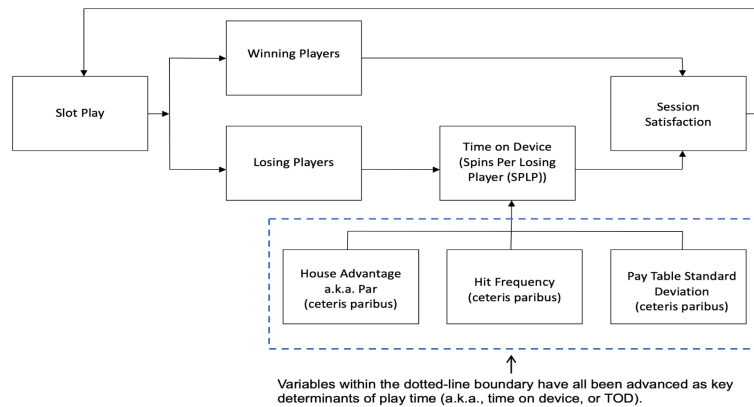 Winning Players
Slot Play
Session
Satisfaction
Losing Players
Time on Device
(Spins Per Losing
Player (SPLP))
House Advantage
a.k.a. Par
(ceteris paribus)
Hit Frequency
(ceteris paribus)
Pay Table Standard
Deviation
(ceteris paribus)
Variables within the dotted-line boundary have all been advanced as key
determinants of play time (a.k.a., time on device, or TOD).